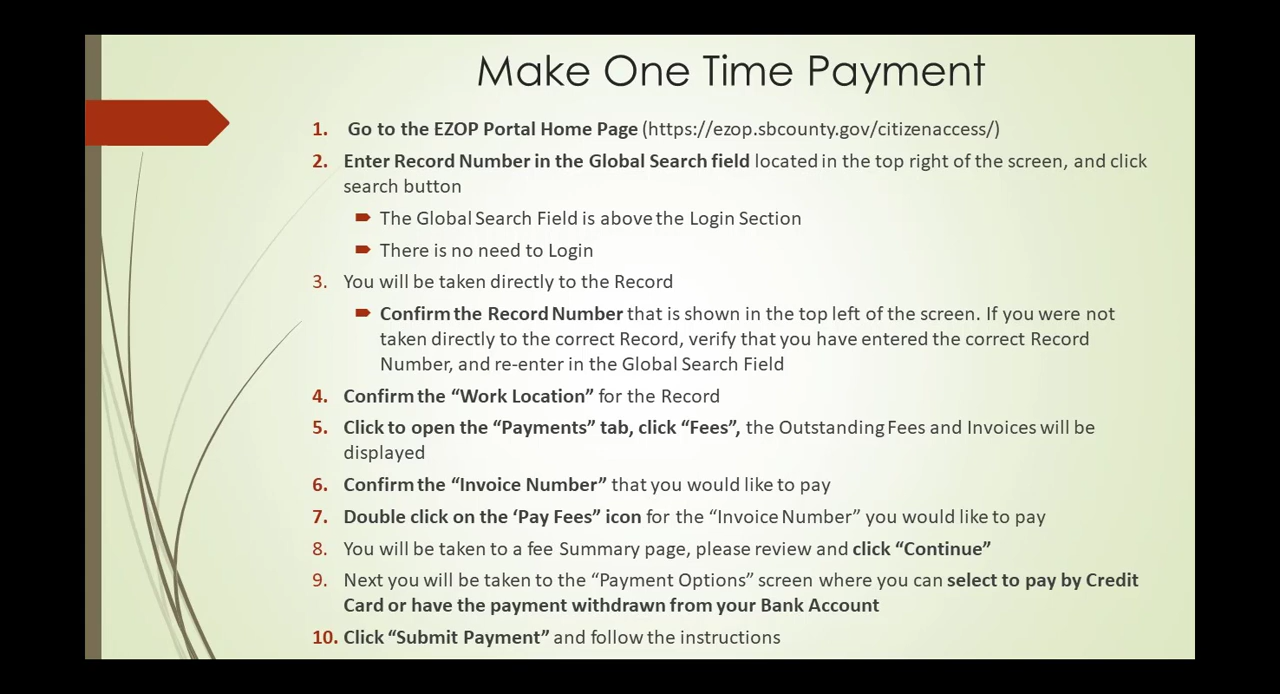 Make One Time Payment
1. Go to the EZOP Portal Home Page (https://ezop.sbcounty.gov/citizenaccess/)
2. Enter Record Number in the Global Search field located in the top right of the screen, and click
search button
The Global Search Field is above the Login Section
There is no need to Login
3. You will be taken directly to the Record
Confirm the Record Number that is shown in the top left of the screen. If you were not
taken directly to the correct Record, verify that you have entered the correct Record
Number, and re-enter in the Global Search Field
4. Confirm the “Work Location” for the Record
5. Click to open the “Payments” tab, click “Fees”, the Outstanding Fees and Invoices will be
displayed
6. Confirm the “Invoice Number” that you would like to pay
7. Double click on the ‘Pay Fees” icon for the “Invoice Number” you would like to pay
8. You will be taken to a fee Summary page, please review and click “Continue”
9. Next you will be taken to the “Payment Options” screen where you can select to pay by Credit
Card or have the payment withdrawn from your Bank Account
10. Click “Submit Payment” and follow the instructions